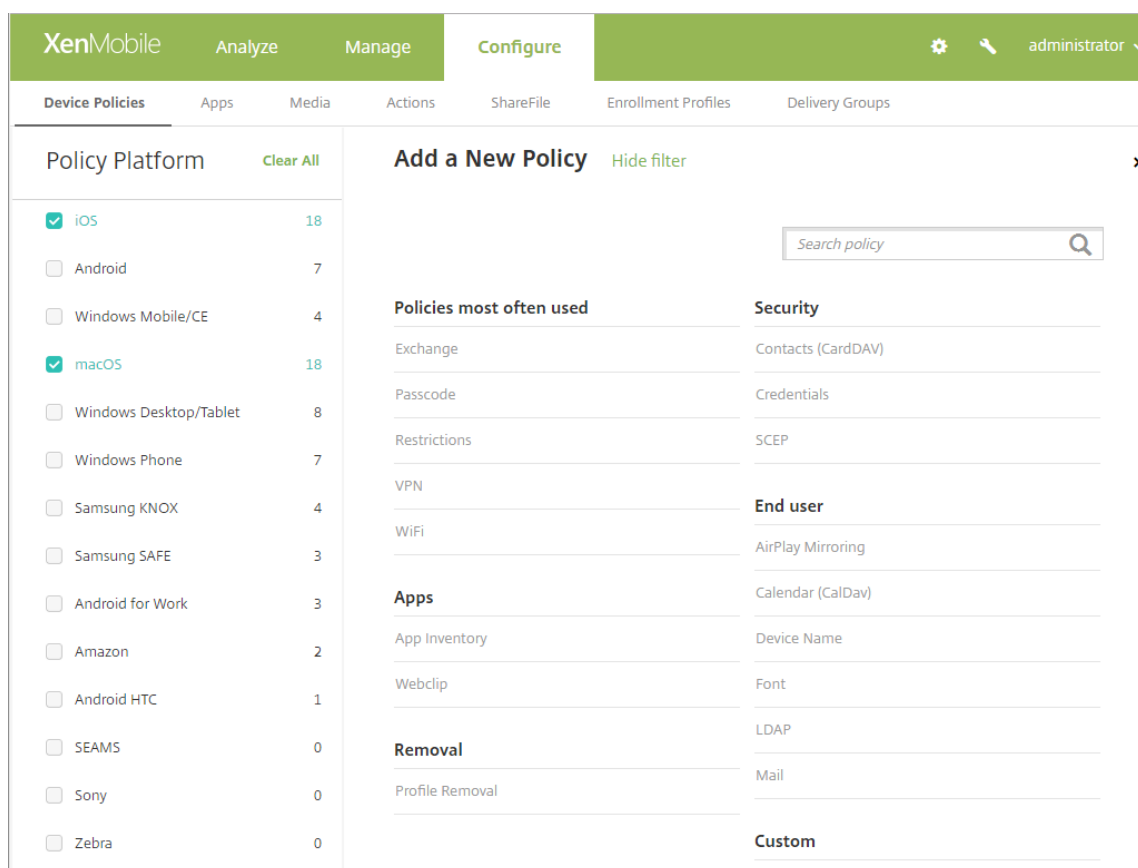 XenMobile Analyze Manage Configure administrator
Device Policies Apps Media Actions ShareFile Enrollment Profiles Delivery Groups
Policy Platform Clear All
iOS 18
Android 7
Windows Mobile/CE 4
macOS 18
Windows Desktop/Tablet 8
Windows Phone 7
Samsung KNOX 4
Samsung SAFE 3
Android for Work 3
Amazon 2
Android HTC 1
SEAMS 0
Sony 0
Zebra 0
Add a New Policy Hide filter
Search policy
Policies most often used
Exchange
Passcode
Restrictions
VPN
WiFi
Apps
App Inventory
Webclip
Removal
Profile Removal
Security
Contacts (CardDAV)
Credentials
SCEP
End user
AirPlay Mirroring
Calendar (CalDav)
Device Name
Font
LDAP
Mail
Custom